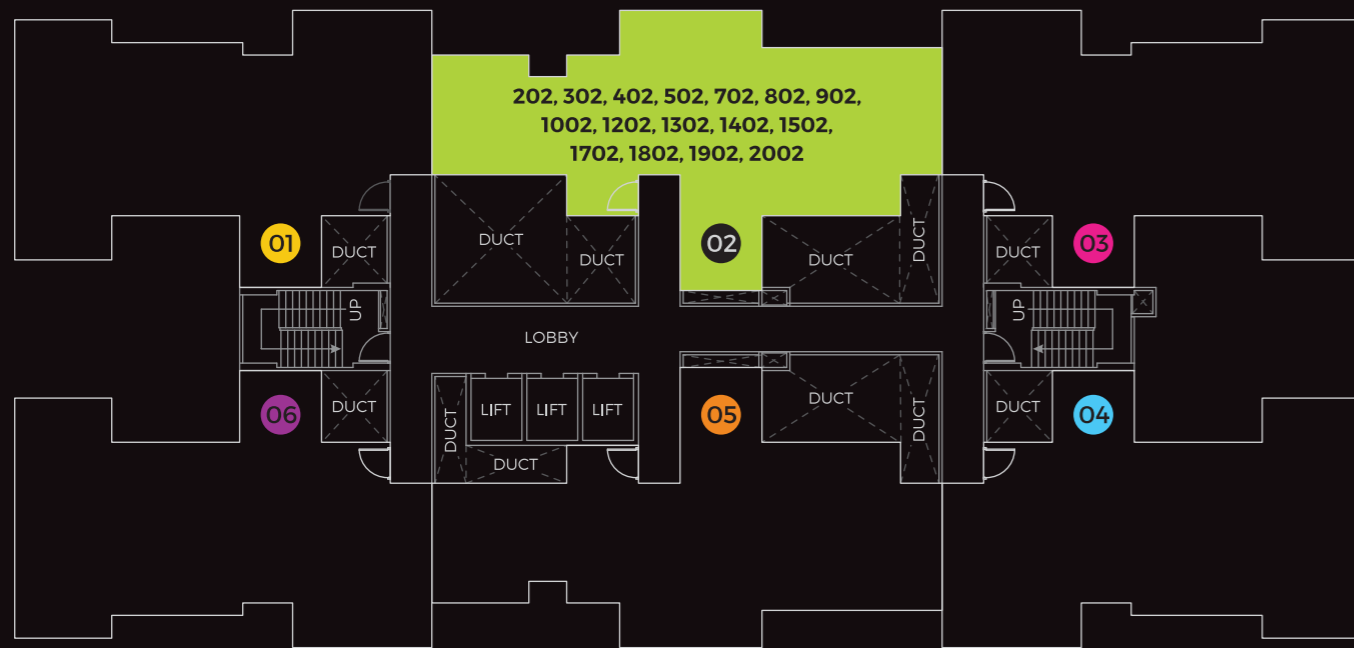 202, 302, 402, 502, 702, 802, 902,
1002, 1202, 1302, 1402, 1502,
1702, 1802, 1902, 2002
01
DUCT
DUCT
DUCT
02
DUCT
DUCT
DUCT
03
UP
LOBBY
UP
06
DUCT
DUCT
LIFT
LIFT
LIFT
DUCT
05
DUCT
DUCT
DUCT
04